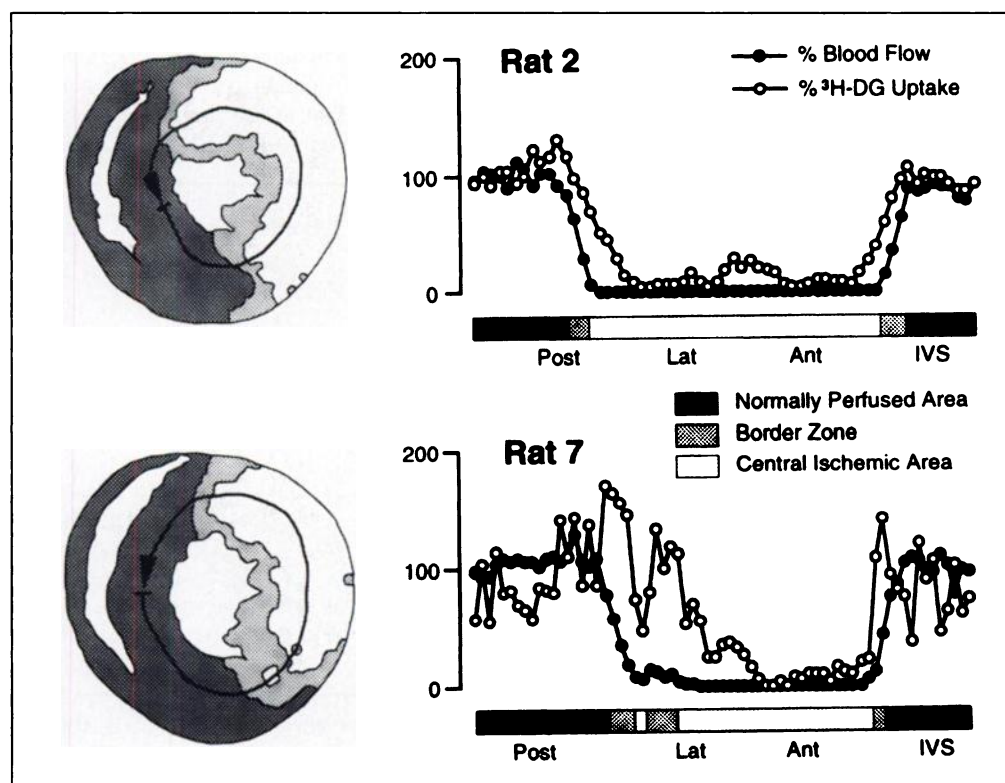 200
Rat 2
% Blood Flow
% ³H-DG Uptake
100
0
Post Lat Ant IVS
Normally Perfused Area
Border Zone
Central Ischemic Area
200
Rat 7
100
0
Post Lat Ant IVS